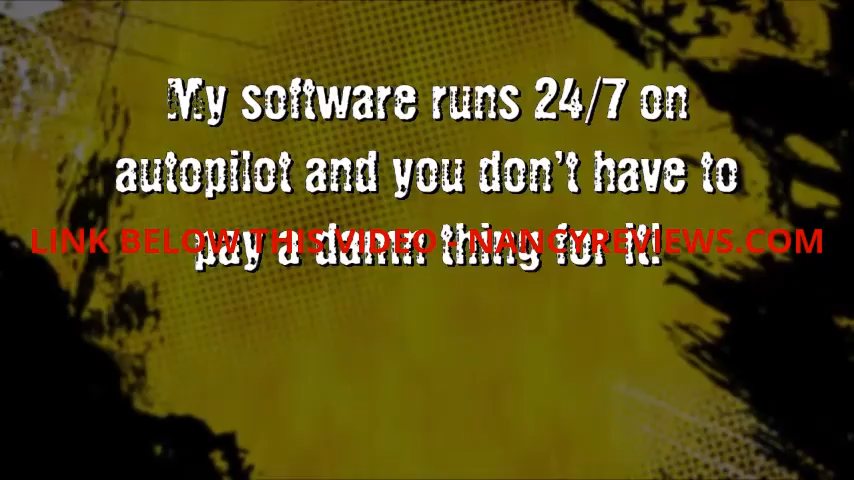 My software runs 24/7 on
autopilot and you don't have to
LINK BELOW THIS VIDEO - NANCYREVIEWS.COM
pay a damn thing for it!